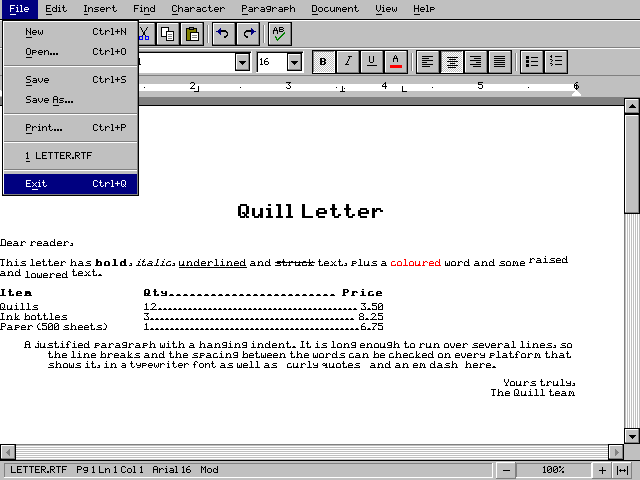 File Edit Insert Find Character Paragraph Document View Help
New Ctrl+N
Open... Ctrl+O
Save Ctrl+S
Save As...
Print... Ctrl+P
1 LETTER.RTF
Exit Ctrl+Q
ABC
16 B I U A
2 3 4 5 6
Quill Letter
Dear reader,
This letter has bold, italic, underlined and struck text, plus a coloured word and some raised
and lowered text.
Item Qty........................ Price
Quills 12........................................ 3.50
Ink bottles 3........................................ 8.25
Paper (500 sheets) 1.......................................... 6.75
A justified paragraph with a hanging indent. It is long enough to run over several lines, so
the line breaks and the spacing between the words can be checked on every platform that
shows it, in a typewriter font as well as curly quotes and an em dash here.
Yours truly,
The Quill team
LETTER.RTF Pg 1 Ln 1 Col 1 Arial 16 Mod 100%